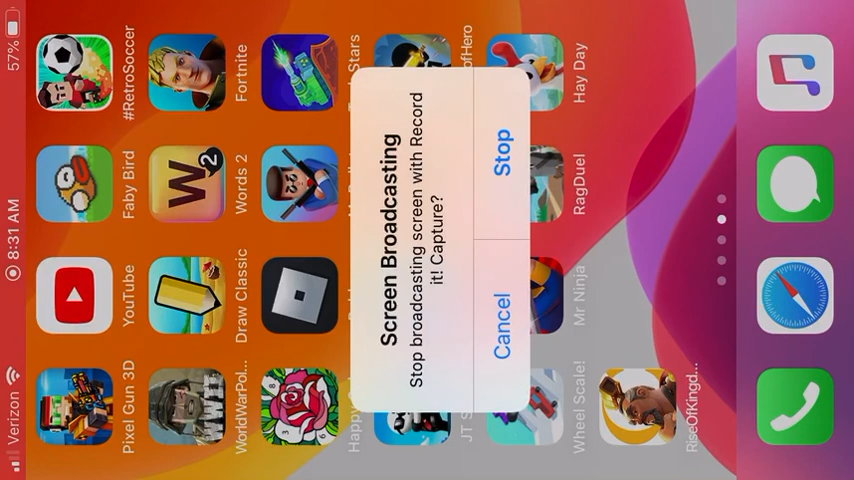 Verizon 8:31 AM 57%
Pixel Gun 3D YouTube Faby Bird #RetroSoccer
WorldWarPol... Draw Classic Words 2 Fortnite
W 2
Happy Stars
JT S ofHero
Wheel Scale! Mr Ninja RagDuel Hay Day
RiseOfKingd...
Screen Broadcasting
Stop broadcasting screen with Record
it! Capture?
Cancel Stop